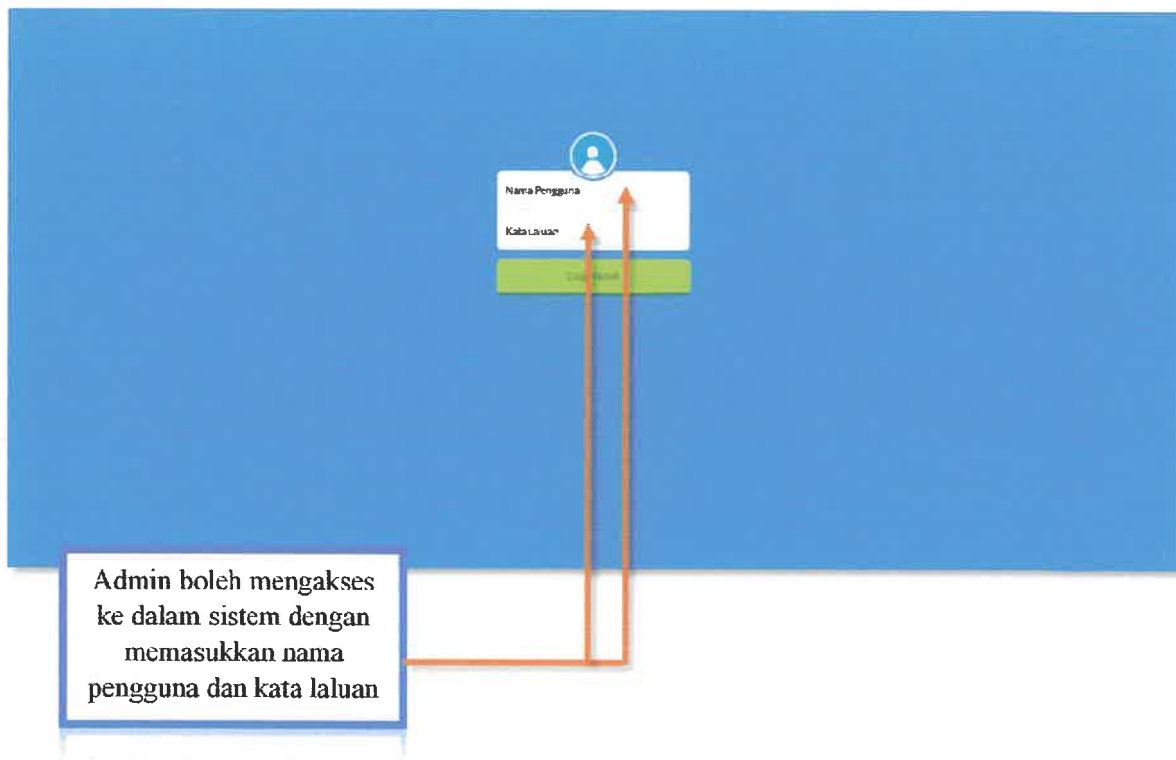 Nama Pengguna
Kata Laluan
Admin boleh mengakses
ke dalam sistem dengan
memasukkan nama
pengguna dan kata laluan